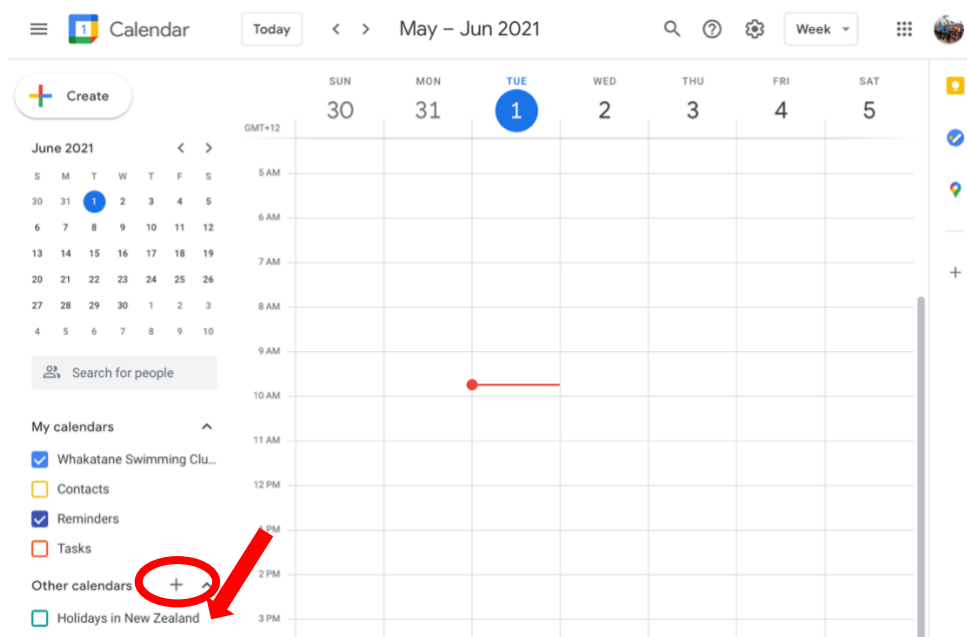 1 Calendar Today May – Jun 2021 Week
Create
SUN MON TUE WED THU FRI SAT
30 31 1 2 3 4 5
GMT+12
June 2021
S M T W T F S
30 31 1 2 3 4 5
6 7 8 9 10 11 12
13 14 15 16 17 18 19
20 21 22 23 24 25 26
27 28 29 30 1 2 3
4 5 6 7 8 9 10
Search for people
My calendars
Whakatane Swimming Clu...
Contacts
Reminders
Tasks
Other calendars
Holidays in New Zealand
5 AM
6 AM
7 AM
8 AM
9 AM
10 AM
11 AM
12 PM
PM
2 PM
3 PM